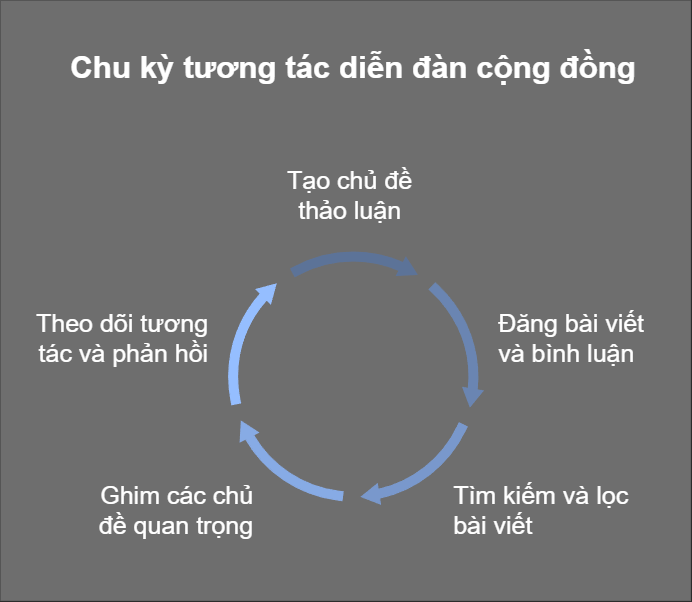 Chu kỳ tương tác diễn đàn cộng đồng
Tạo chủ đề
thảo luận
Đăng bài viết
và bình luận
Tìm kiếm và lọc
bài viết
Ghim các chủ
đề quan trọng
Theo dõi tương
tác và phản hồi